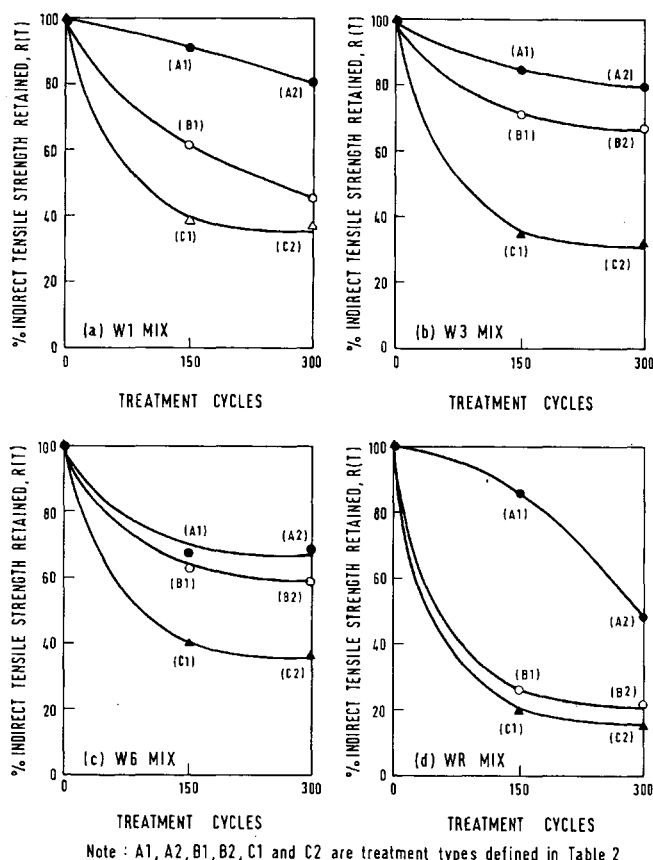 % INDIRECT TENSILE STRENGTH RETAINED, R(T)
100
80
60
40
20
0
0
150
300
(A1)
(A2)
(B1)
(C1)
(C2)
(a) W1 MIX
TREATMENT CYCLES
% INDIRECT TENSILE STRENGTH RETAINED, R(T)
100
80
60
40
20
0
0
150
300
(A1)
(A2)
(B1)
(B2)
(C1)
(C2)
(b) W3 MIX
TREATMENT CYCLES
% INDIRECT TENSILE STRENGTH RETAINED, R(T)
100
80
60
40
20
0
0
150
300
(A1)
(A2)
(B1)
(B2)
(C1)
(C2)
(c) W6 MIX
TREATMENT CYCLES
% INDIRECT TENSILE STRENGTH RETAINED, R(T)
100
80
60
40
20
0
0
150
300
(A1)
(A2)
(B1)
(B2)
(C1)
(C2)
(d) WR MIX
TREATMENT CYCLES
Note : A1, A2, B1, B2, C1 and C2 are treatment types defined in Table 2